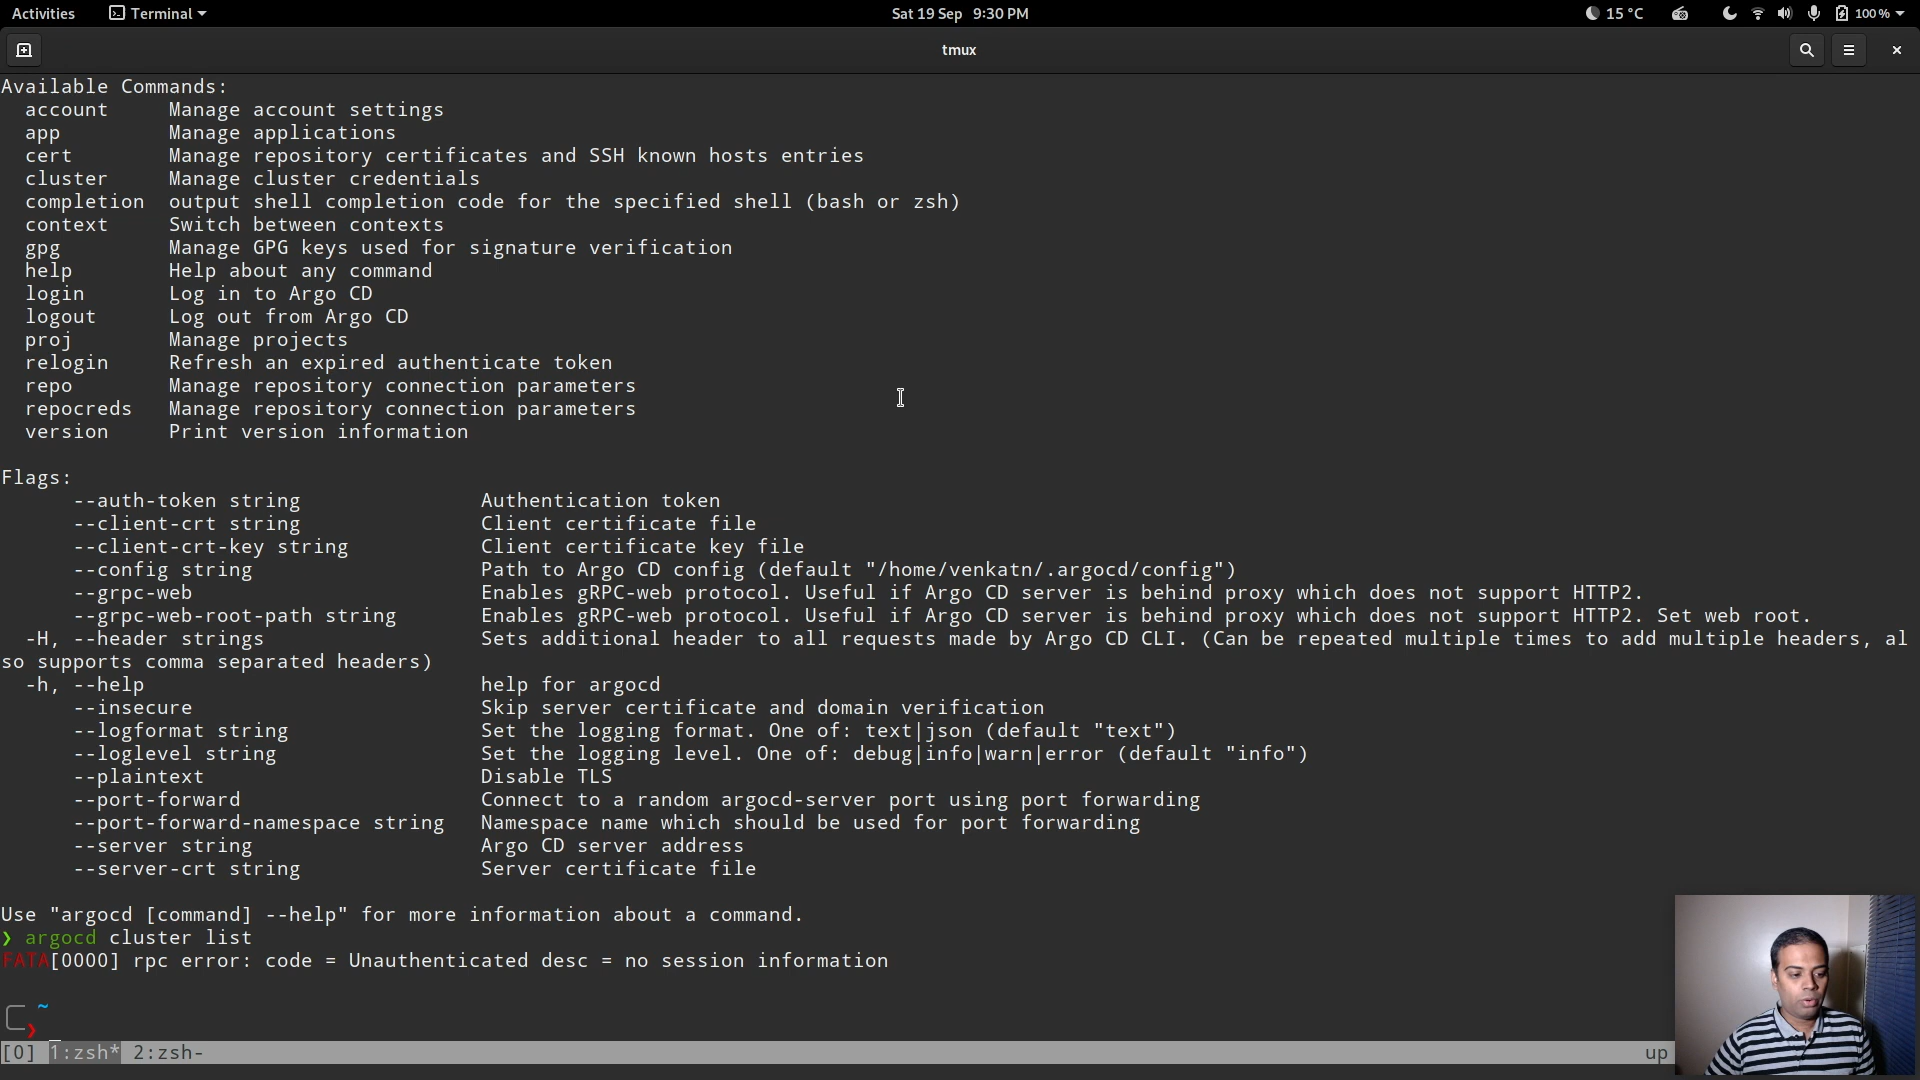 Activities Terminal Sat 19 Sep 9:30 PM 15 °C 100 %
tmux
Available Commands:
account Manage account settings
app Manage applications
cert Manage repository certificates and SSH known hosts entries
cluster Manage cluster credentials
completion output shell completion code for the specified shell (bash or zsh)
context Switch between contexts
gpg Manage GPG keys used for signature verification
help Help about any command
login Log in to Argo CD
logout Log out from Argo CD
proj Manage projects
relogin Refresh an expired authenticate token
repo Manage repository connection parameters
repocreds Manage repository connection parameters
version Print version information
Flags:
--auth-token string Authentication token
--client-crt string Client certificate file
--client-crt-key string Client certificate key file
--config string Path to Argo CD config (default "/home/venkatn/.argocd/config")
--grpc-web Enables gRPC-web protocol. Useful if Argo CD server is behind proxy which does not support HTTP2.
--grpc-web-root-path string Enables gRPC-web protocol. Useful if Argo CD server is behind proxy which does not support HTTP2. Set web root.
-H, --header strings Sets additional header to all requests made by Argo CD CLI. (Can be repeated multiple times to add multiple headers, al
so supports comma separated headers)
-h, --help help for argocd
--insecure Skip server certificate and domain verification
--logformat string Set the logging format. One of: text|json (default "text")
--loglevel string Set the logging level. One of: debug|info|warn|error (default "info")
--plaintext Disable TLS
--port-forward Connect to a random argocd-server port using port forwarding
--port-forward-namespace string Namespace name which should be used for port forwarding
--server string Argo CD server address
--server-crt string Server certificate file
Use "argocd [command] --help" for more information about a command.
❯ argocd cluster list
FATA[0000] rpc error: code = Unauthenticated desc = no session information
~
❯
[0] 1:zsh* 2:zsh- up